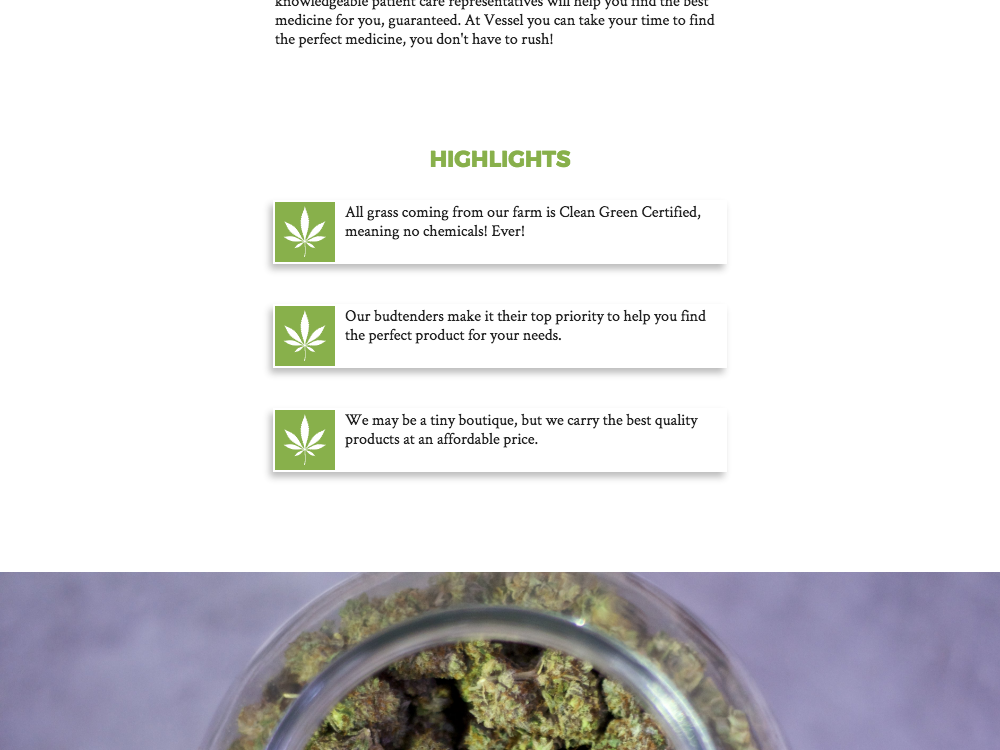 knowledgeable patient care representatives will help you find the best
medicine for you, guaranteed. At Vessel you can take your time to find
the perfect medicine, you don't have to rush!
HIGHLIGHTS
All grass coming from our farm is Clean Green Certified,
meaning no chemicals! Ever!
Our budtenders make it their top priority to help you find
the perfect product for your needs.
We may be a tiny boutique, but we carry the best quality
products at an affordable price.